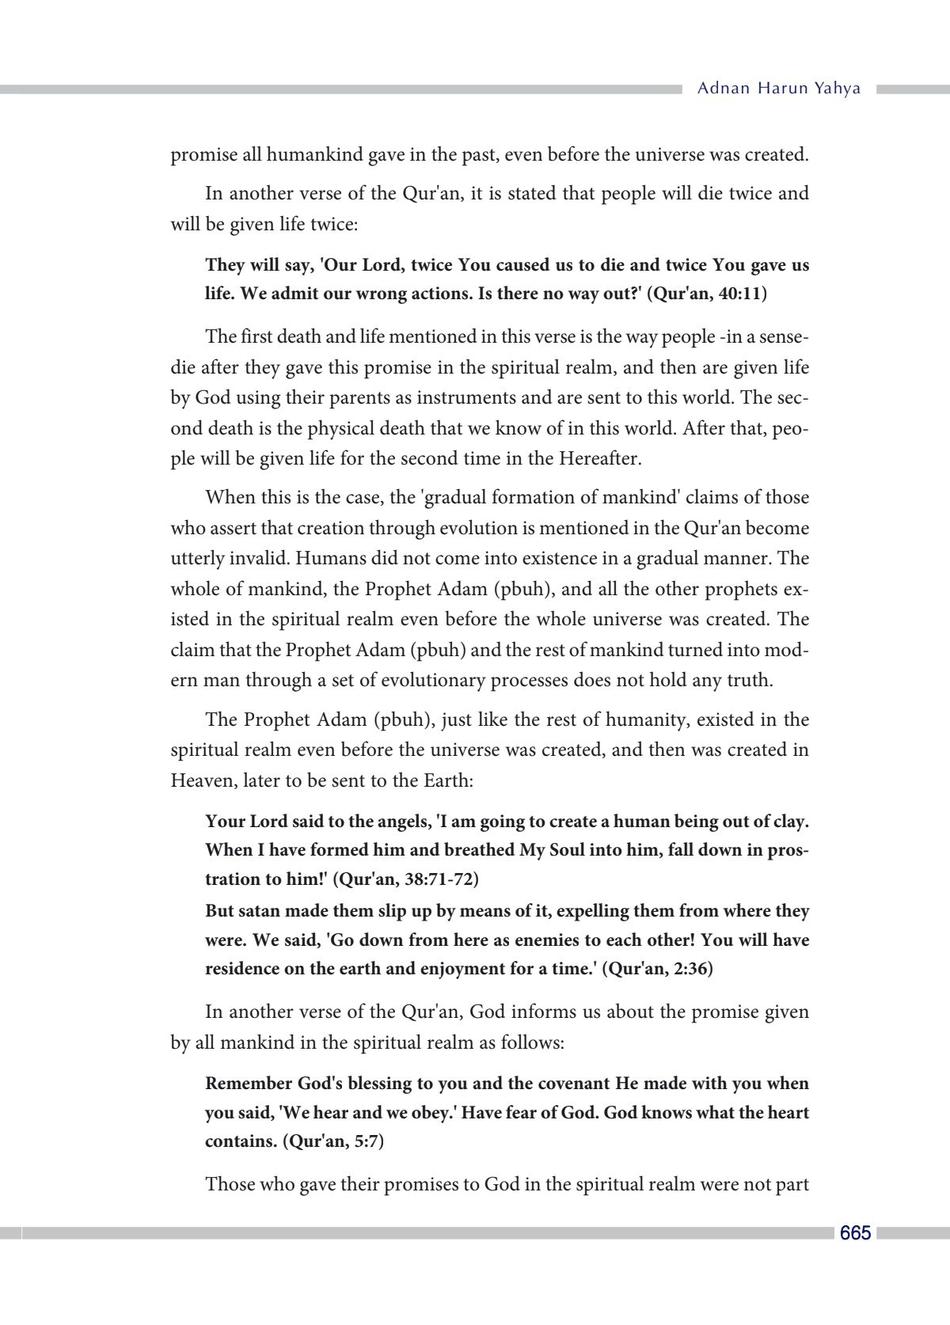 Adnan Harun Yahya
promise all humankind gave in the past, even before the universe was created.
In another verse of the Qur'an, it is stated that people will die twice and
will be given life twice:
They will say, 'Our Lord, twice You caused us to die and twice You gave us
life. We admit our wrong actions. Is there no way out?' (Qur'an, 40:11)
The first death and life mentioned in this verse is the way people -in a sense-
die after they gave this promise in the spiritual realm, and then are given life
by God using their parents as instruments and are sent to this world. The sec-
ond death is the physical death that we know of in this world. After that, peo-
ple will be given life for the second time in the Hereafter.
When this is the case, the 'gradual formation of mankind' claims of those
who assert that creation through evolution is mentioned in the Qur'an become
utterly invalid. Humans did not come into existence in a gradual manner. The
whole of mankind, the Prophet Adam (pbuh), and all the other prophets ex-
isted in the spiritual realm even before the whole universe was created. The
claim that the Prophet Adam (pbuh) and the rest of mankind turned into mod-
ern man through a set of evolutionary processes does not hold any truth.
The Prophet Adam (pbuh), just like the rest of humanity, existed in the
spiritual realm even before the universe was created, and then was created in
Heaven, later to be sent to the Earth:
Your Lord said to the angels, 'I am going to create a human being out of clay.
When I have formed him and breathed My Soul into him, fall down in pros-
tration to him!' (Qur'an, 38:71-72)
But satan made them slip up by means of it, expelling them from where they
were. We said, 'Go down from here as enemies to each other! You will have
residence on the earth and enjoyment for a time.' (Qur'an, 2:36)
In another verse of the Qur'an, God informs us about the promise given
by all mankind in the spiritual realm as follows:
Remember God's blessing to you and the covenant He made with you when
you said, 'We hear and we obey.' Have fear of God. God knows what the heart
contains. (Qur'an, 5:7)
Those who gave their promises to God in the spiritual realm were not part
665